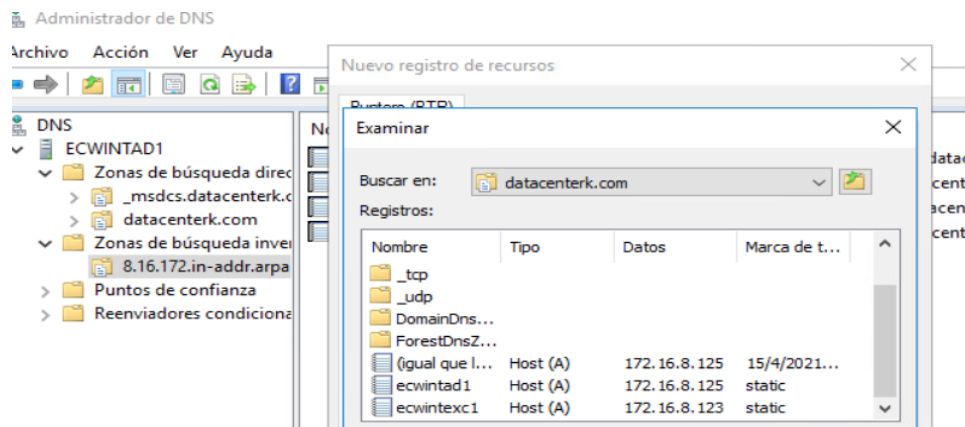 Administrador de DNS
Archivo Acción Ver Ayuda
Nuevo registro de recursos
Puntero (PTR)
Examinar
DNS
ECWINTAD1
Zonas de búsqueda direc
_msdcs.datacenterk.c
datacenterk.com
Zonas de búsqueda inver
8.16.172.in-addr.arpa
Puntos de confianza
Reenviadores condiciona
Buscar en: datacenterk.com
Registros:
Nombre Tipo Datos Marca de t...
_tcp
_udp
DomainDns...
ForestDnsZ...
(igual que l... Host (A) 172.16.8.125 15/4/2021...
ecwintad1 Host (A) 172.16.8.125 static
ecwintexc1 Host (A) 172.16.8.123 static